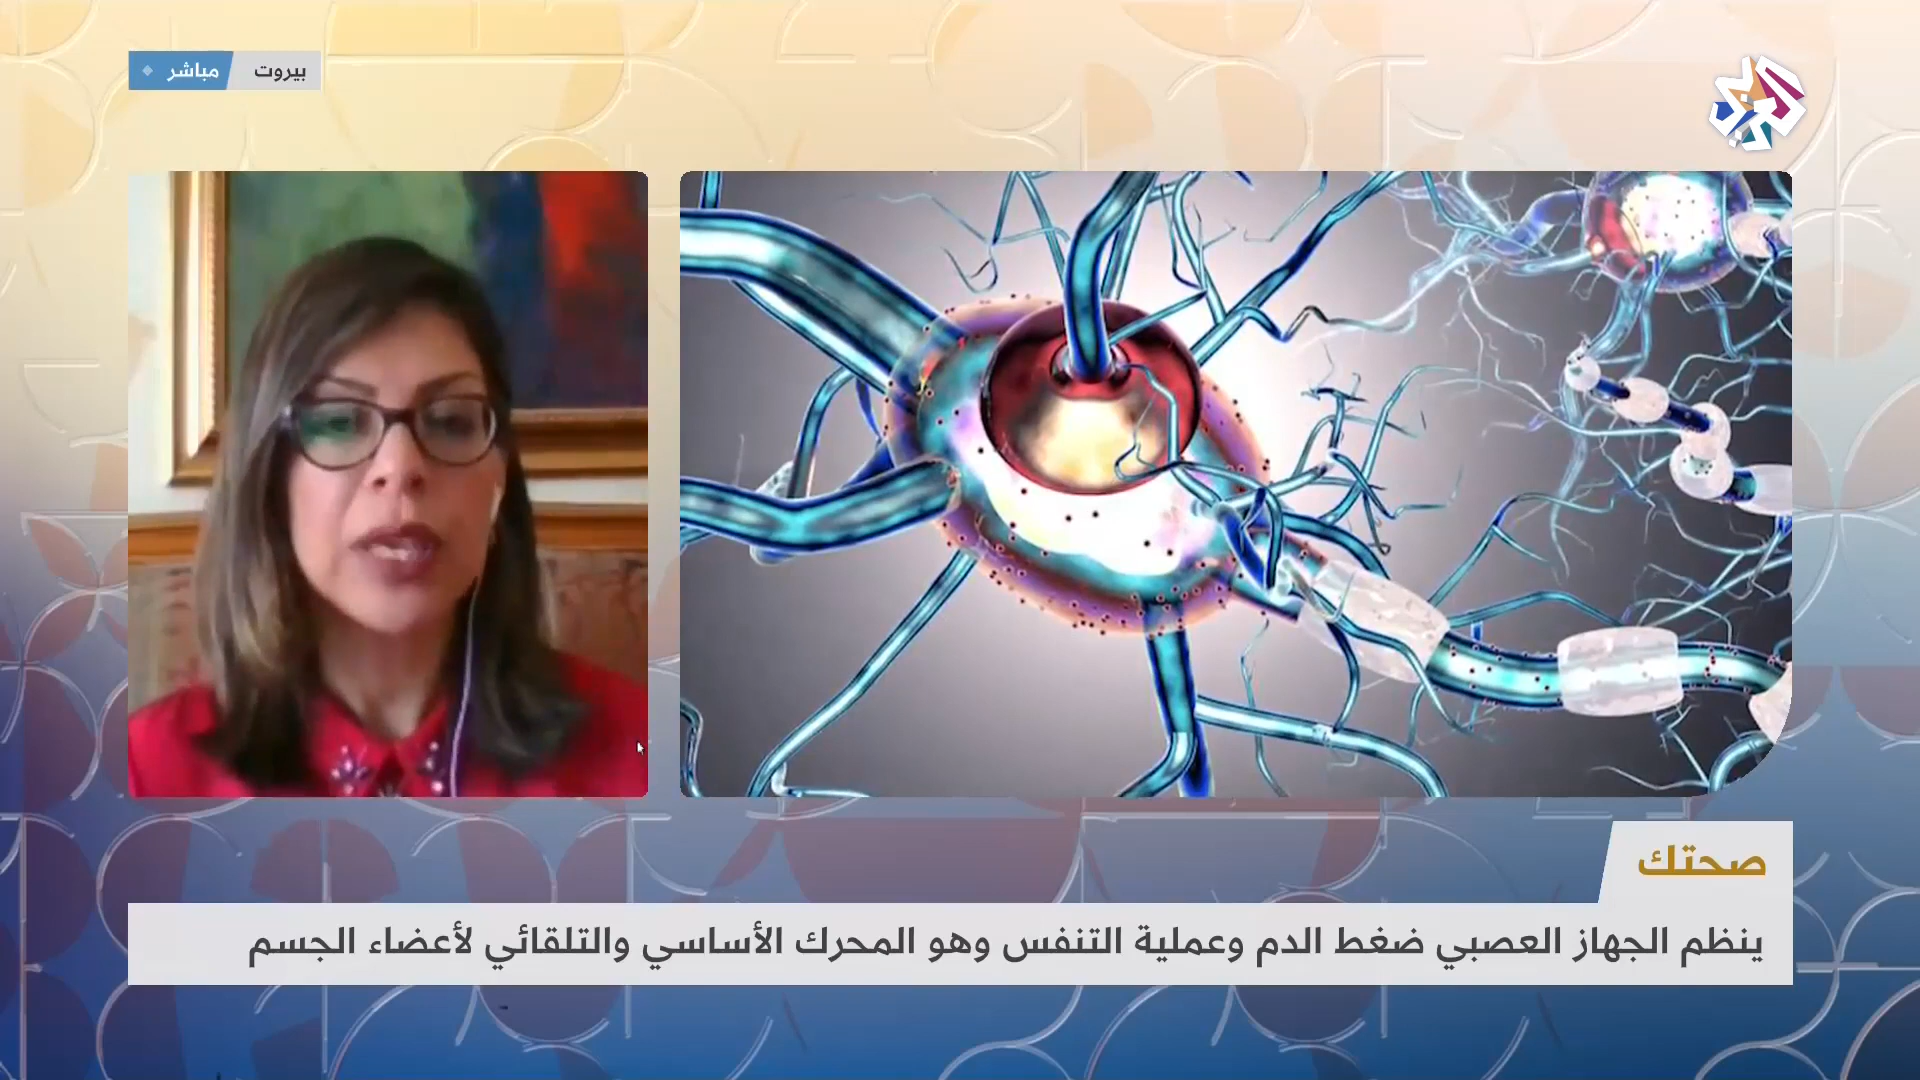 بيروت
مباشر
صحتك
ينظم الجهاز العصبي ضغط الدم وعملية التنفس وهو المحرك الأساسي والتلقائي لأعضاء الجسم